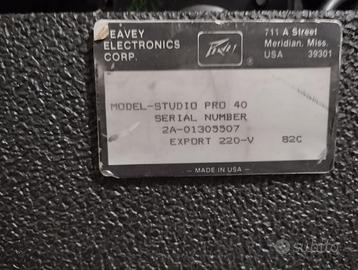 EAVEY
ELECTRONICS
CORP.
PEAVEY
711 A Street
Meridian, Miss.
USA 39301
MODEL-STUDIO PRO 40
SERIAL NUMBER
2A-01305507
EXPORT 220-V 82C
MADE IN USA
subito